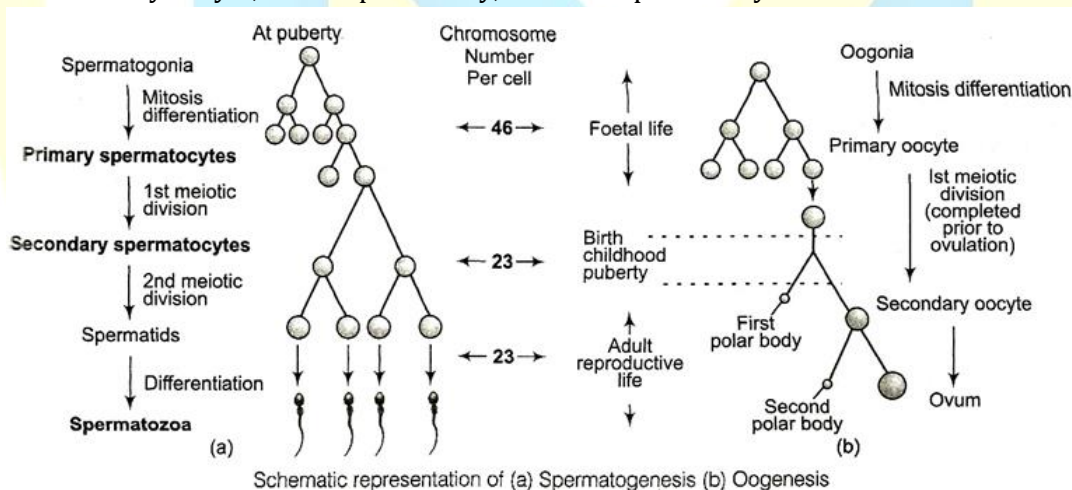 At puberty
Spermatogonia
Mitosis
differentiation
Primary spermatocytes
1st meiotic
division
Secondary spermatocytes
2nd meiotic
division
Spermatids
Differentiation
Spermatozoa
(a)
Chromosome
Number
Per cell
46
23
23
Foetal life
Birth
childhood
puberty
Adult
reproductive
life
Oogonia
Mitosis differentiation
Primary oocyte
Ist meiotic
division
(completed
prior to
ovulation)
Secondary oocyte
First
polar body
Second
polar body
Ovum
(b)
Schematic representation of (a) Spermatogenesis (b) Oogenesis